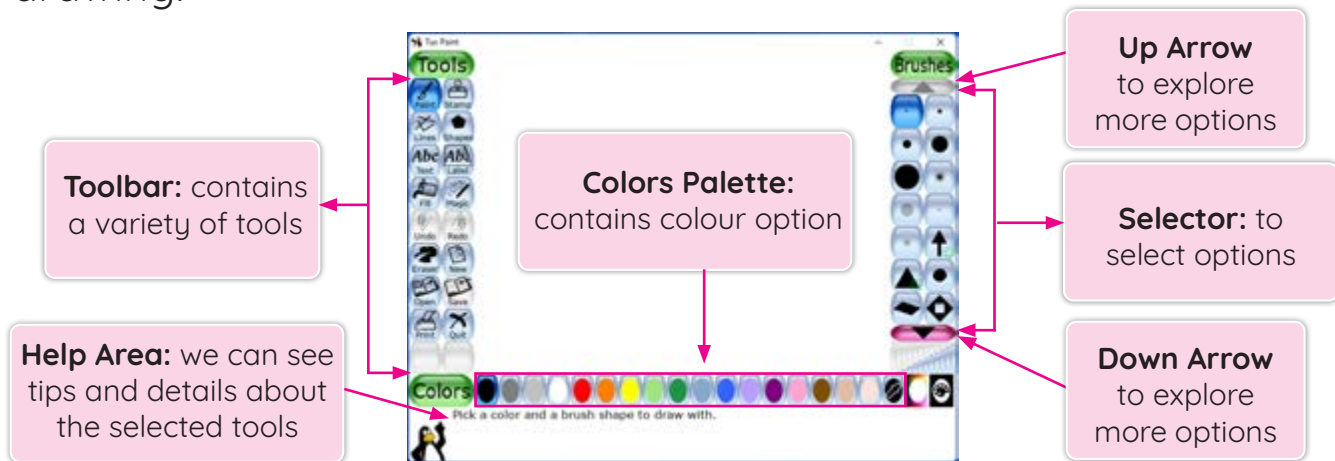 drawing.
Tux Paint
Tools
Brushes
Paint Stamp
Lines Shapes
Abc Abc
Text Label
Fill Magic
Undo Redo
Eraser New
Open Save
Print Quit
Colors
Pick a color and a brush shape to draw with.
Toolbar: contains
a variety of tools
Help Area: we can see
tips and details about
the selected tools
Colors Palette:
contains colour option
Up Arrow
to explore
more options
Selector: to
select options
Down Arrow
to explore
more options